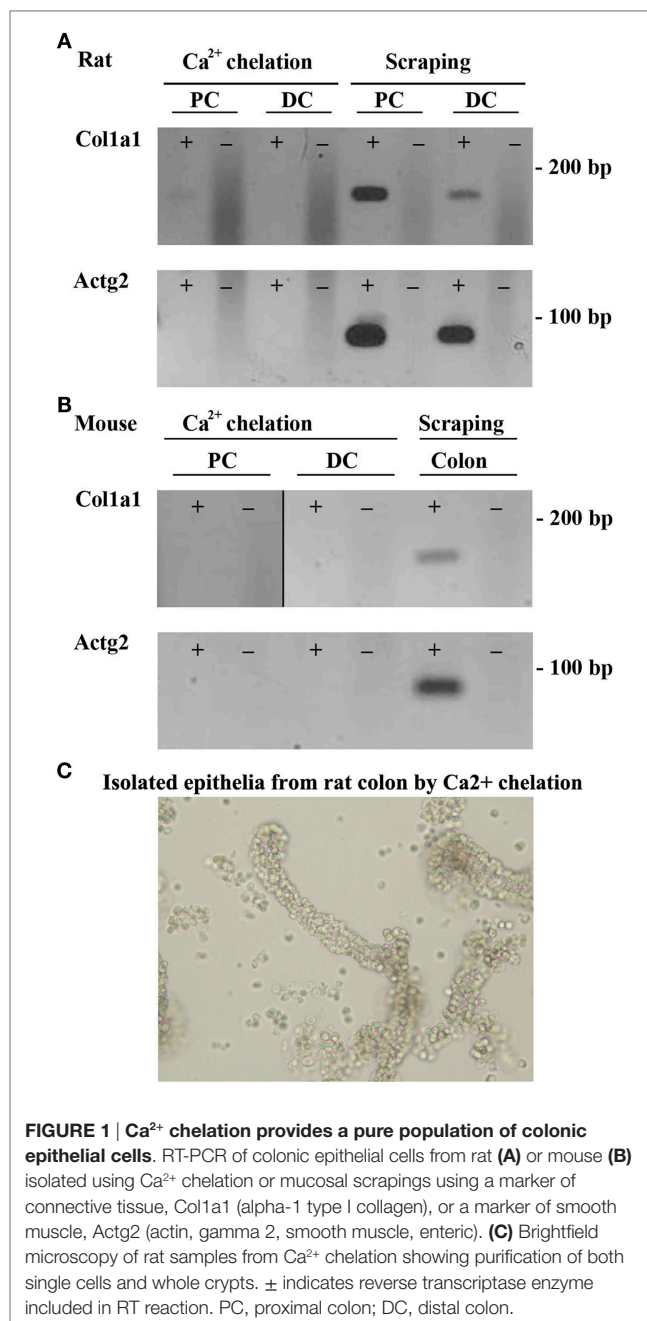 A
Rat Ca²⁺ chelation Scraping
PC DC PC DC
Col1a1 + − + − + − + −
- 200 bp
Actg2 + − + − + − + −
- 100 bp
B
Mouse Ca²⁺ chelation Scraping
PC DC Colon
Col1a1 + − + − + −
- 200 bp
Actg2 + − + − + −
- 100 bp
C
Isolated epithelia from rat colon by Ca2+ chelation
FIGURE 1 | Ca²⁺ chelation provides a pure population of colonic
epithelial cells. RT-PCR of colonic epithelial cells from rat (A) or mouse (B)
isolated using Ca²⁺ chelation or mucosal scrapings using a marker of
connective tissue, Col1a1 (alpha-1 type I collagen), or a marker of smooth
muscle, Actg2 (actin, gamma 2, smooth muscle, enteric). (C) Brightfield
microscopy of rat samples from Ca²⁺ chelation showing purification of both
single cells and whole crypts. ± indicates reverse transcriptase enzyme
included in RT reaction. PC, proximal colon; DC, distal colon.